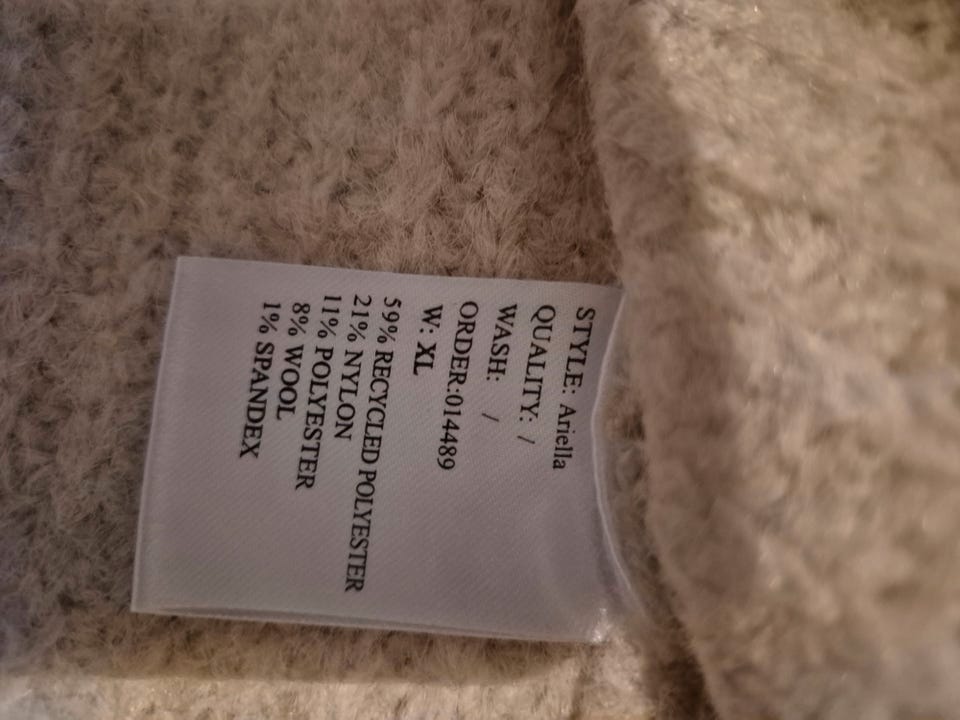 STYLE: Ariella
QUALITY: /
WASH: /
ORDER:014489
W: XL
59% RECYCLED POLYESTER
21% NYLON
11% POLYESTER
8% WOOL
1% SPANDEX